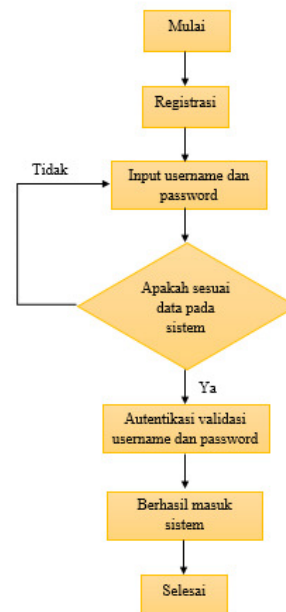 Mulai
Registrasi
Tidak
Input username dan
password
Apakah sesuai
data pada
sistem
Ya
Autentikasi validasi
username dan password
Berhasil masuk
sistem
Selesai